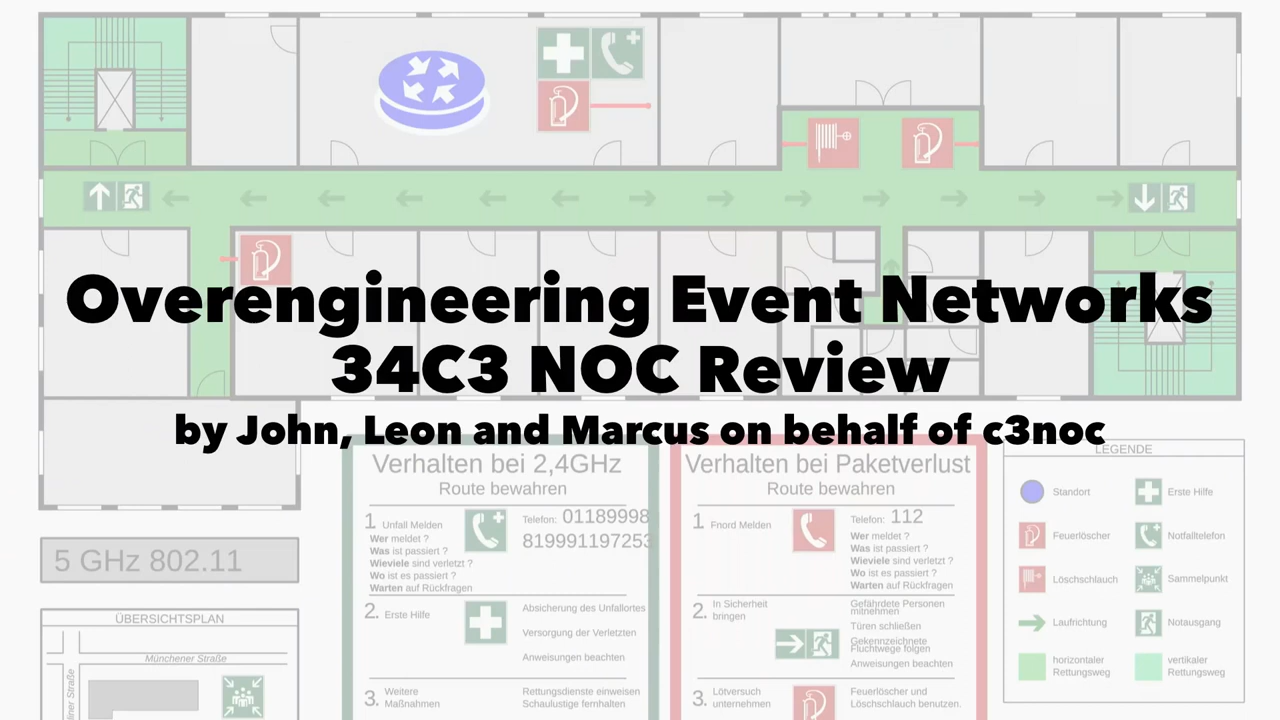 Overengineering Event Networks
34C3 NOC Review
by John, Leon and Marcus on behalf of c3noc
Verhalten bei 2,4GHz
Route bewahren
1 Unfall Melden
Wer meldet ?
Was ist passiert ?
Wieviele sind verletzt ?
Wo ist es passiert ?
Warten auf Rückfragen
Telefon: 01189998
819991197253
2. Erste Hilfe
Absicherung des Unfallortes
Versorgung der Verletzten
Anweisungen beachten
3. Weitere
Maßnahmen
Rettungsdienste einweisen
Schaulustige fernhalten
Verhalten bei Paketverlust
Route bewahren
1 Fnord Melden
Telefon: 112
Wer meldet ?
Was ist passiert ?
Wieviele sind verletzt ?
Wo ist es passiert ?
Warten auf Rückfragen
2. In Sicherheit
bringen
Gefährdete Personen
mitnehmen
Türen schließen
Gekennzeichnete
Fluchtwege folgen
Anweisungen beachten
3. Lötversuch
unternehmen
Feuerlöscher und
Löschschlauch benutzen.
LEGENDE
Standort
Erste Hilfe
Feuerlöscher
Notfalltelefon
Löschschlauch
Sammelpunkt
Laufrichtung
Notausgang
horizontaler
Rettungsweg
vertikaler
Rettungsweg
5 GHz 802.11
ÜBERSICHTSPLAN
Münchener Straße